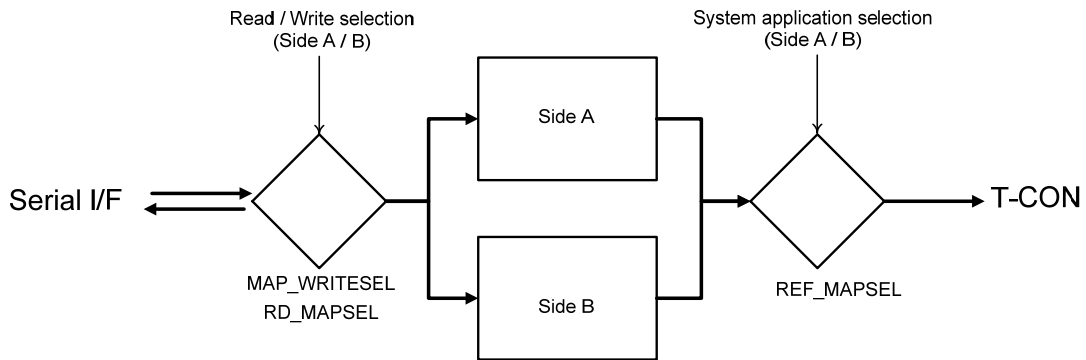 Read / Write selection
(Side A / B)
System application selection
(Side A / B)
Side A
Serial I/F
T-CON
MAP_WRITESEL
RD_MAPSEL
REF_MAPSEL
Side B